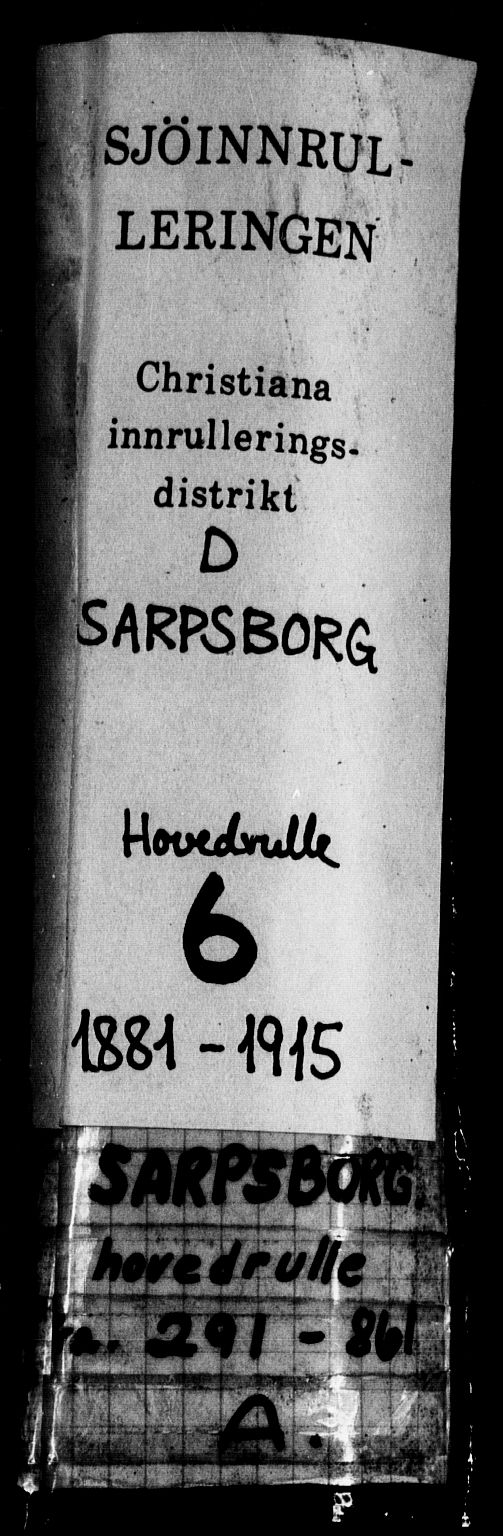 SJÖINNRUL-
LERINGEN
Christiana
innrullerings-
distrikt
D
SARPSBORG
Hovedrulle
6
1881-1915
SARPSBORG
hovedrulle
291 - 861
A.